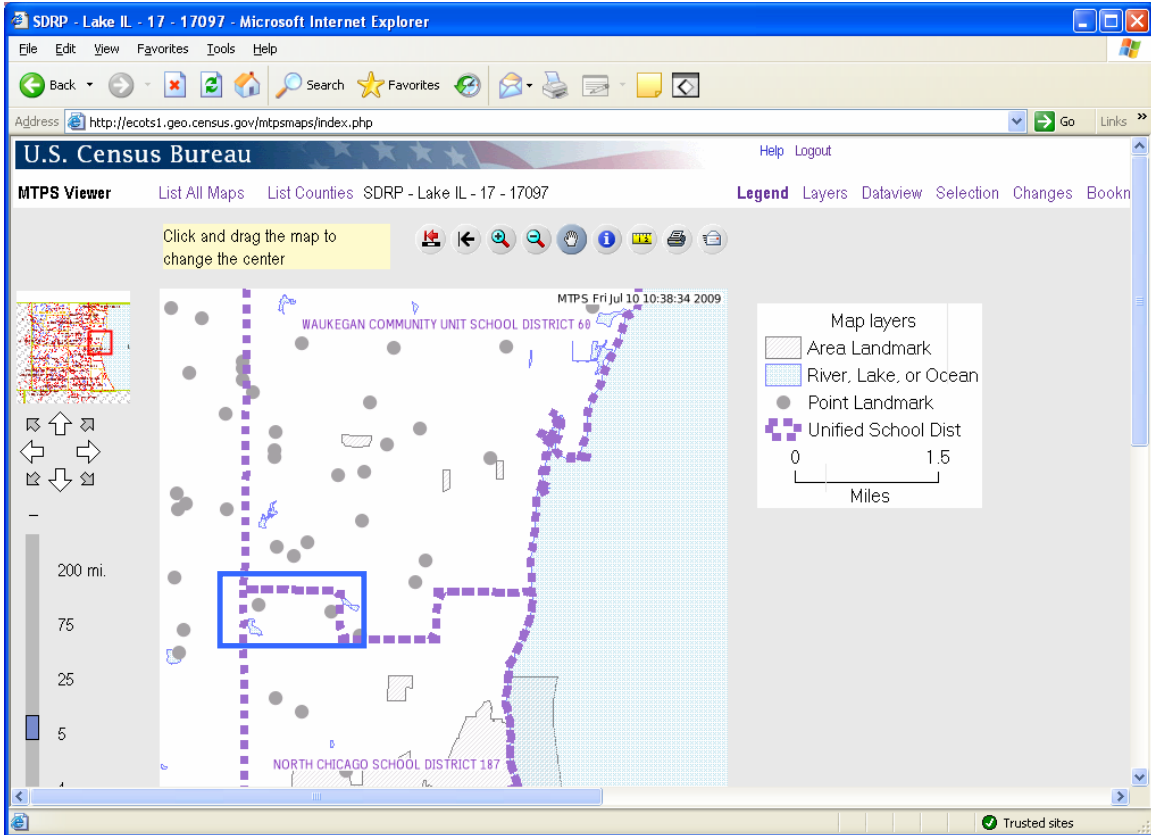 SDRP - Lake IL - 17 - 17097 - Microsoft Internet Explorer
File Edit View Favorites Tools Help
Back Search Favorites
Address http://ecots1.geo.census.gov/mtpsmaps/index.php Go Links »
U.S. Census Bureau Help Logout
MTPS Viewer List All Maps List Counties SDRP - Lake IL - 17 - 17097 Legend Layers Dataview Selection Changes Bookn
Click and drag the map to
change the center
MTPS Fri Jul 10 10:38:34 2009
WAUKEGAN COMMUNITY UNIT SCHOOL DISTRICT 60
Map layers
Area Landmark
River, Lake, or Ocean
Point Landmark
Unified School Dist
0 1.5
Miles
200 mi.
75
25
5
NORTH CHICAGO SCHOOL DISTRICT 187
Trusted sites